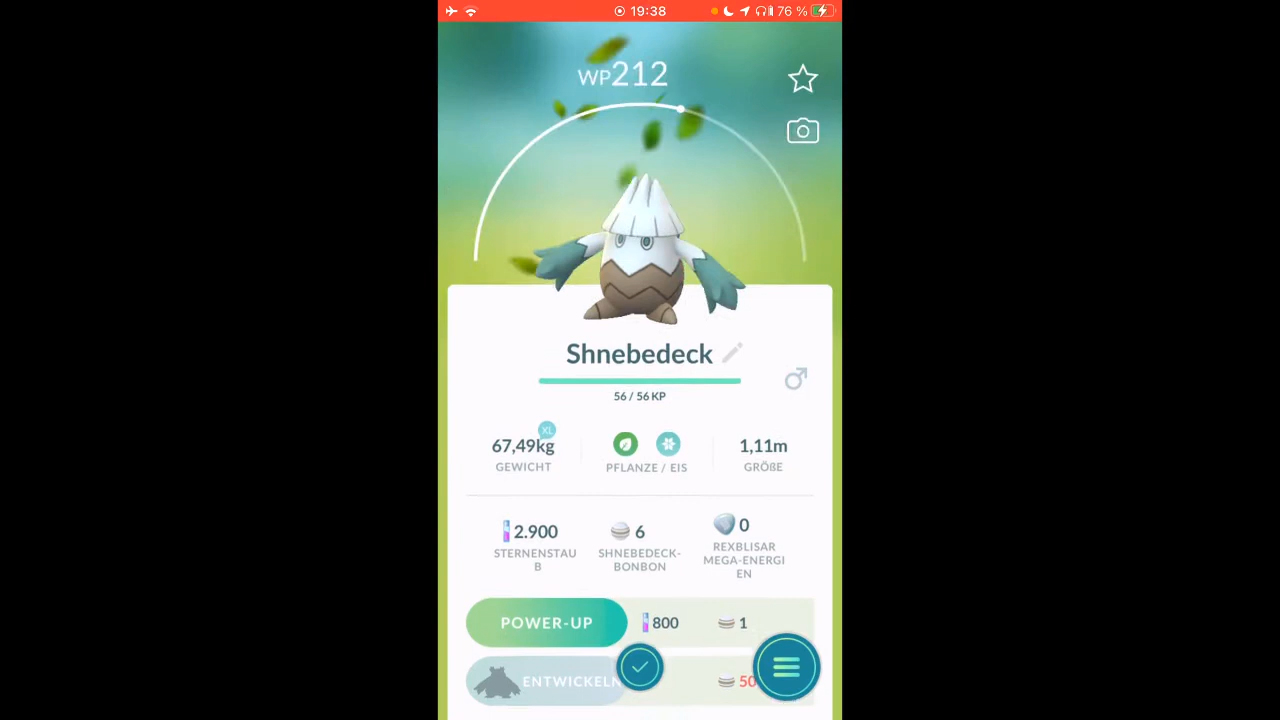 19:38
76 %
WP212
Shnebedeck
56 / 56 KP
XL
67,49kg
GEWICHT
PFLANZE / EIS
1,11m
GRÖßE
2.900
STERNENSTAU
B
6
SHNEBEDECK-
BONBON
0
REXBLISAR
MEGA-ENERGI
EN
POWER-UP
800
1
ENTWICKELN
50